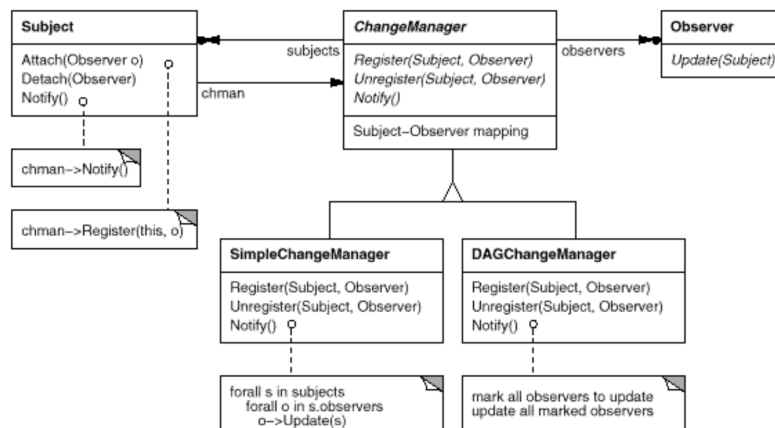 Subject
Attach(Observer o)
Detach(Observer)
Notify()
chman->Notify()
chman->Register(this, o)
subjects
chman
ChangeManager
Register(Subject, Observer)
Unregister(Subject, Observer)
Notify()
Subject-Observer mapping
observers
Observer
Update(Subject)
SimpleChangeManager
Register(Subject, Observer)
Unregister(Subject, Observer)
Notify()
forall s in subjects
forall o in s.observers
o->Update(s)
DAGChangeManager
Register(Subject, Observer)
Unregister(Subject, Observer)
Notify()
mark all observers to update
update all marked observers